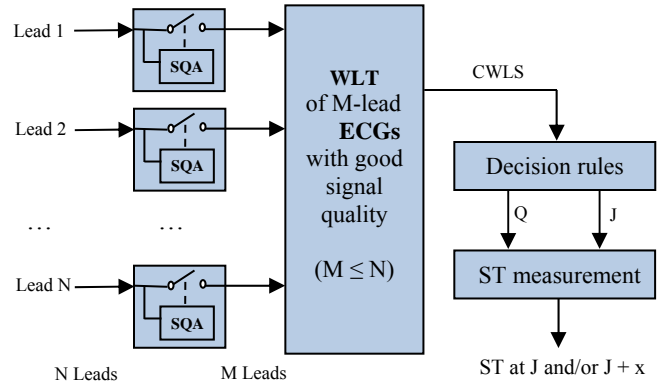 Lead 1
SQA
Lead 2
SQA
... ...
Lead N
SQA
N Leads
M Leads
WLT
of M-lead
ECGs
with good
signal
quality
(M ≤ N)
CWLS
Decision rules
Q
J
ST measurement
ST at J and/or J + x